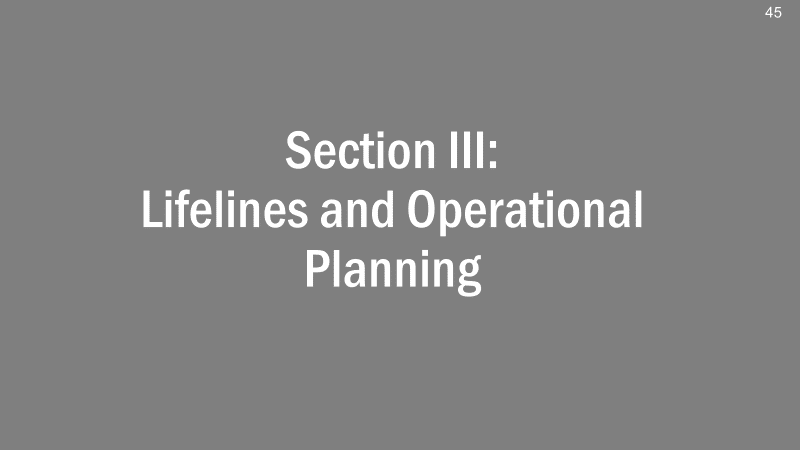 45
Section III:
Lifelines and Operational
Planning